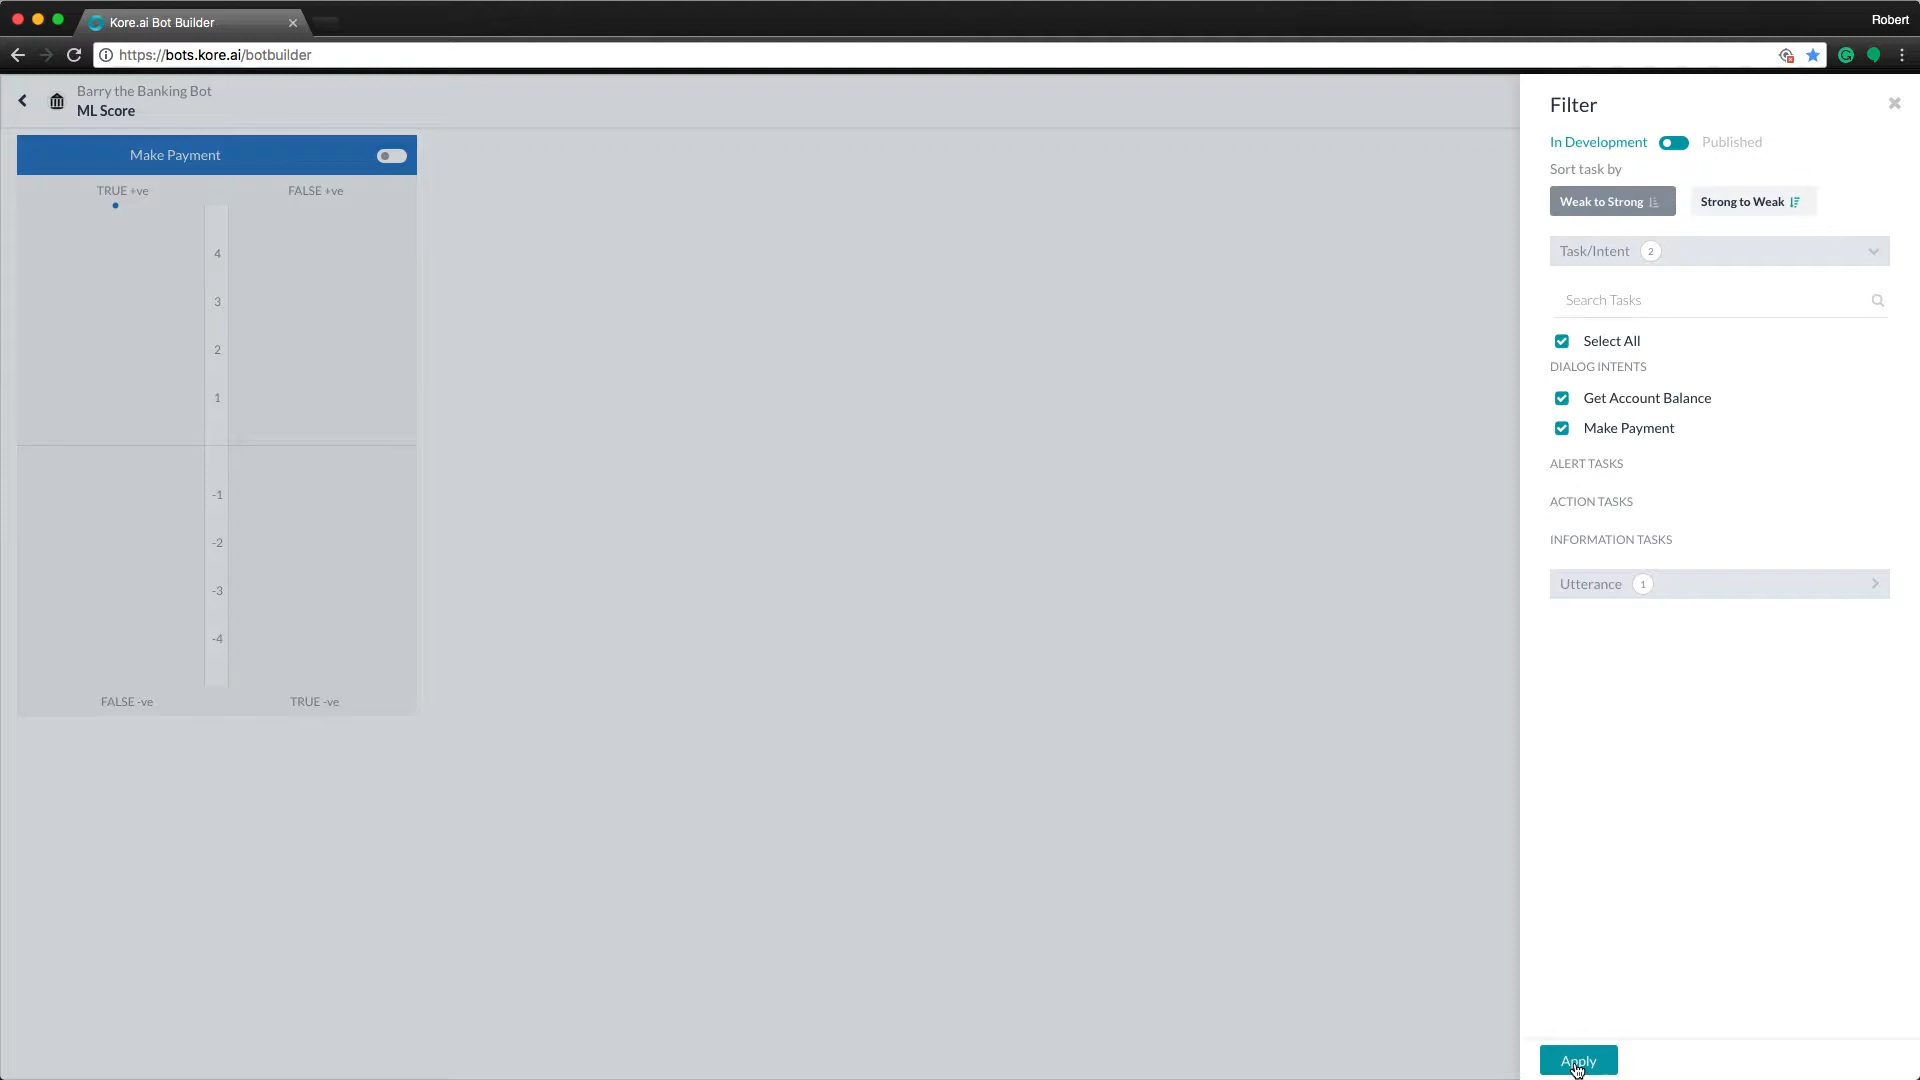 Kore.ai Bot Builder
Robert
https://bots.kore.ai/botbuilder
Barry the Banking Bot
ML Score
Make Payment
TRUE +ve
FALSE +ve
4
3
2
1
-1
-2
-3
-4
FALSE -ve
TRUE -ve
Filter
In Development
Published
Sort task by
Weak to Strong
Strong to Weak
Task/Intent 2
Search Tasks
Select All
DIALOG INTENTS
Get Account Balance
Make Payment
ALERT TASKS
ACTION TASKS
INFORMATION TASKS
Utterance 1
Apply